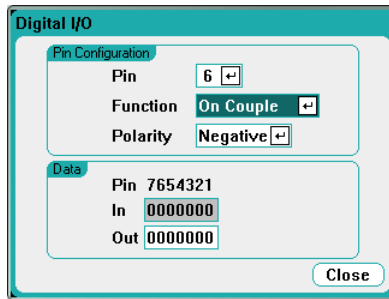 Digital I/O
Pin Configuration
Pin 6
Function On Couple
Polarity Negative
Data
Pin 7654321
In 0000000
Out 0000000
Close